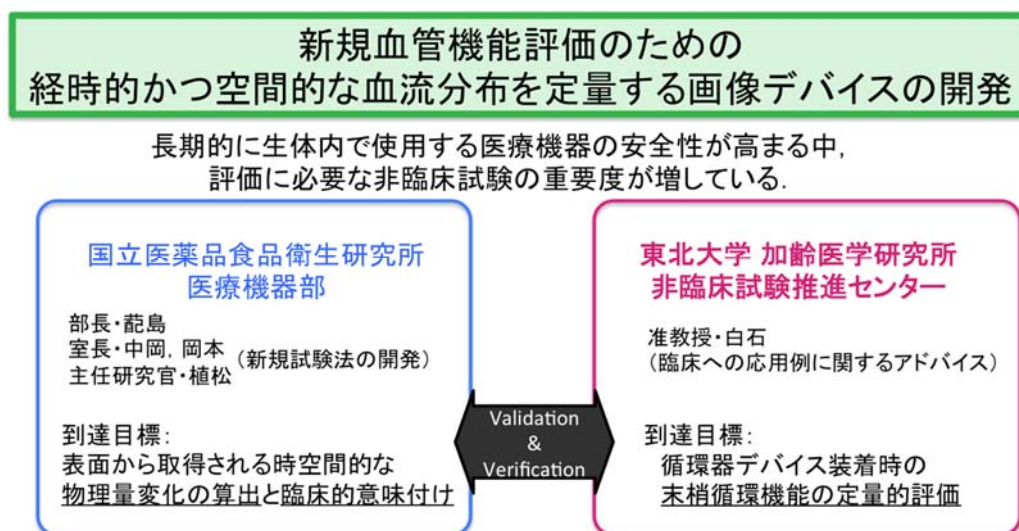 新規血管機能評価のための
経時的かつ空間的な血流分布を定量する画像デバイスの開発
長期的に生体内で使用する医療機器の安全性が高まる中,
評価に必要な非臨床試験の重要度が増している.
国立医薬品食品衛生研究所
医療機器部
部長・蓜島
室長・中岡, 岡本
主任研究官・植松
(新規試験法の開発)
到達目標:
表面から取得される時空間的な
物理量変化の算出と臨床的意味付け
Validation
&
Verification
東北大学 加齢医学研究所
非臨床試験推進センター
准教授・白石
(臨床への応用例に関するアドバイス)
到達目標:
循環器デバイス装着時の
末梢循環機能の定量的評価